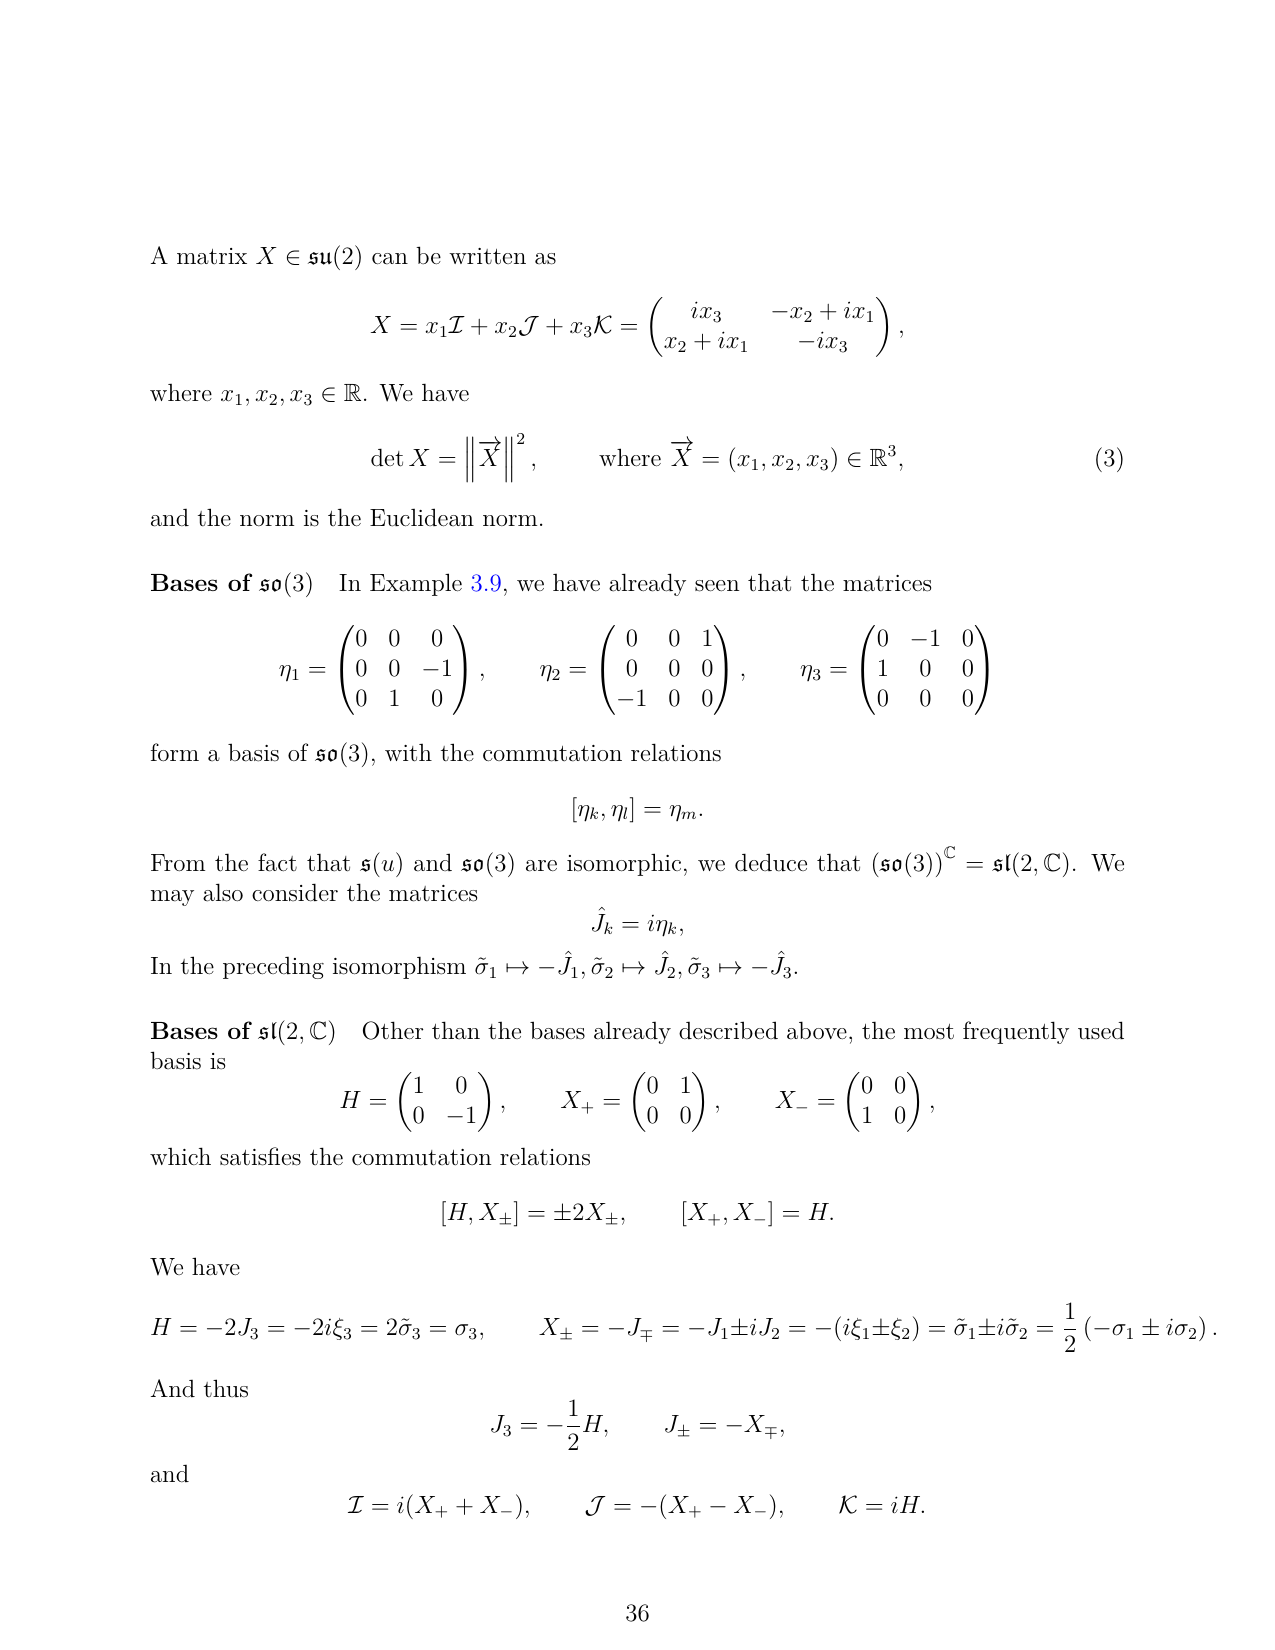 A matrix $X \in \mathfrak{su}(2)$ can be written as
$$X = x_1\mathcal{I} + x_2\mathcal{J} + x_3\mathcal{K} = \begin{pmatrix} ix_3 & -x_2 + ix_1 \\ x_2 + ix_1 & -ix_3 \end{pmatrix},$$
where $x_1, x_2, x_3 \in \mathbb{R}$. We have
$$\det X = \left\|\overrightarrow{X}\right\|^2, \qquad \text{where } \overrightarrow{X} = (x_1, x_2, x_3) \in \mathbb{R}^3, \qquad (3)$$
and the norm is the Euclidean norm.
**Bases of $\mathfrak{so}(3)$** In Example 3.9, we have already seen that the matrices
$$\eta_1 = \begin{pmatrix} 0 & 0 & 0 \\ 0 & 0 & -1 \\ 0 & 1 & 0 \end{pmatrix}, \qquad \eta_2 = \begin{pmatrix} 0 & 0 & 1 \\ 0 & 0 & 0 \\ -1 & 0 & 0 \end{pmatrix}, \qquad \eta_3 = \begin{pmatrix} 0 & -1 & 0 \\ 1 & 0 & 0 \\ 0 & 0 & 0 \end{pmatrix}$$
form a basis of $\mathfrak{so}(3)$, with the commutation relations
$$[\eta_k, \eta_l] = \eta_m.$$
From the fact that $\mathfrak{s}(u)$ and $\mathfrak{so}(3)$ are isomorphic, we deduce that $(\mathfrak{so}(3))^{\mathbb{C}} = \mathfrak{sl}(2, \mathbb{C})$. We
may also consider the matrices
$$\hat{J}_k = i\eta_k,$$
In the preceding isomorphism $\tilde{\sigma}_1 \mapsto -\hat{J}_1, \tilde{\sigma}_2 \mapsto \hat{J}_2, \tilde{\sigma}_3 \mapsto -\hat{J}_3$.
**Bases of $\mathfrak{sl}(2, \mathbb{C})$** Other than the bases already described above, the most frequently used
basis is
$$H = \begin{pmatrix} 1 & 0 \\ 0 & -1 \end{pmatrix}, \qquad X_+ = \begin{pmatrix} 0 & 1 \\ 0 & 0 \end{pmatrix}, \qquad X_- = \begin{pmatrix} 0 & 0 \\ 1 & 0 \end{pmatrix},$$
which satisfies the commutation relations
$$[H, X_\pm] = \pm 2X_\pm, \qquad [X_+, X_-] = H.$$
We have
$$H = -2J_3 = -2i\xi_3 = 2\tilde{\sigma}_3 = \sigma_3, \qquad X_\pm = -J_\mp = -J_1 \pm iJ_2 = -(i\xi_1 \pm \xi_2) = \tilde{\sigma}_1 \pm i\tilde{\sigma}_2 = \frac{1}{2}(-\sigma_1 \pm i\sigma_2).$$
And thus
$$J_3 = -\frac{1}{2}H, \qquad J_\pm = -X_\mp,$$
and
$$\mathcal{I} = i(X_+ + X_-), \qquad \mathcal{J} = -(X_+ - X_-), \qquad \mathcal{K} = iH.$$
36